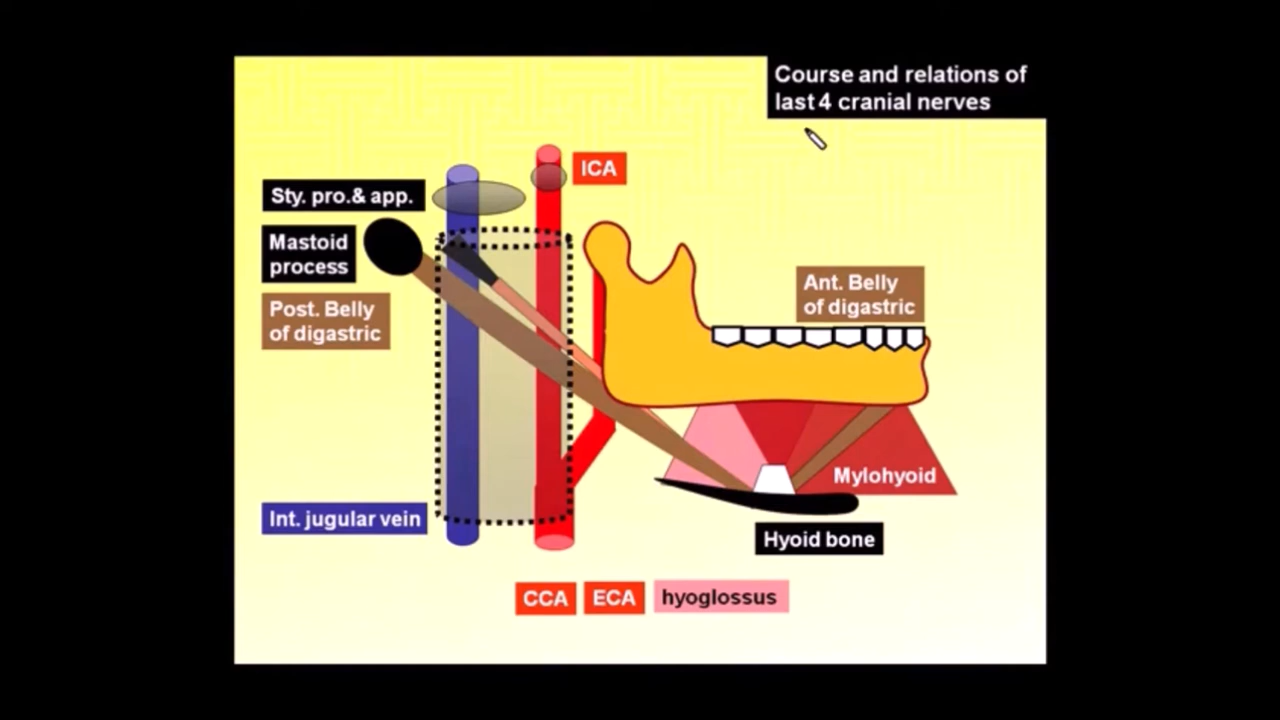 Course and relations of
last 4 cranial nerves
ICA
Sty. pro.& app.
Mastoid
process
Post. Belly
of digastric
Ant. Belly
of digastric
Mylohyoid
Int. jugular vein
Hyoid bone
CCA
ECA
hyoglossus